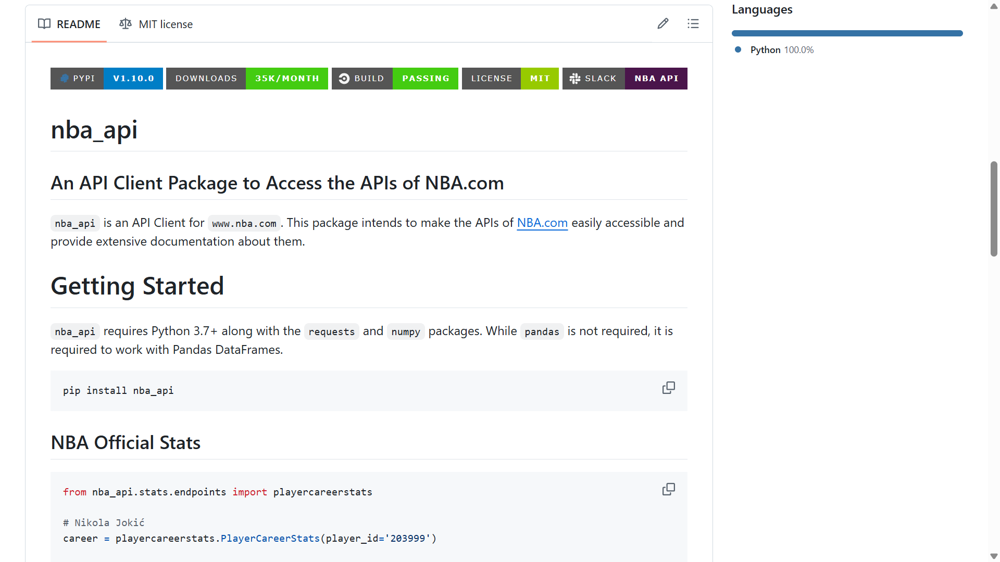 README MIT license
Languages
Python 100.0%
PYPI V1.10.0 DOWNLOADS 35K/MONTH BUILD PASSING LICENSE MIT SLACK NBA API
nba_api
An API Client Package to Access the APIs of NBA.com
nba_api is an API Client for www.nba.com. This package intends to make the APIs of NBA.com easily accessible and
provide extensive documentation about them.
Getting Started
nba_api requires Python 3.7+ along with the requests and numpy packages. While pandas is not required, it is
required to work with Pandas DataFrames.
pip install nba_api
NBA Official Stats
from nba_api.stats.endpoints import playercareerstats
# Nikola Jokić
career = playercareerstats.PlayerCareerStats(player_id='203999')